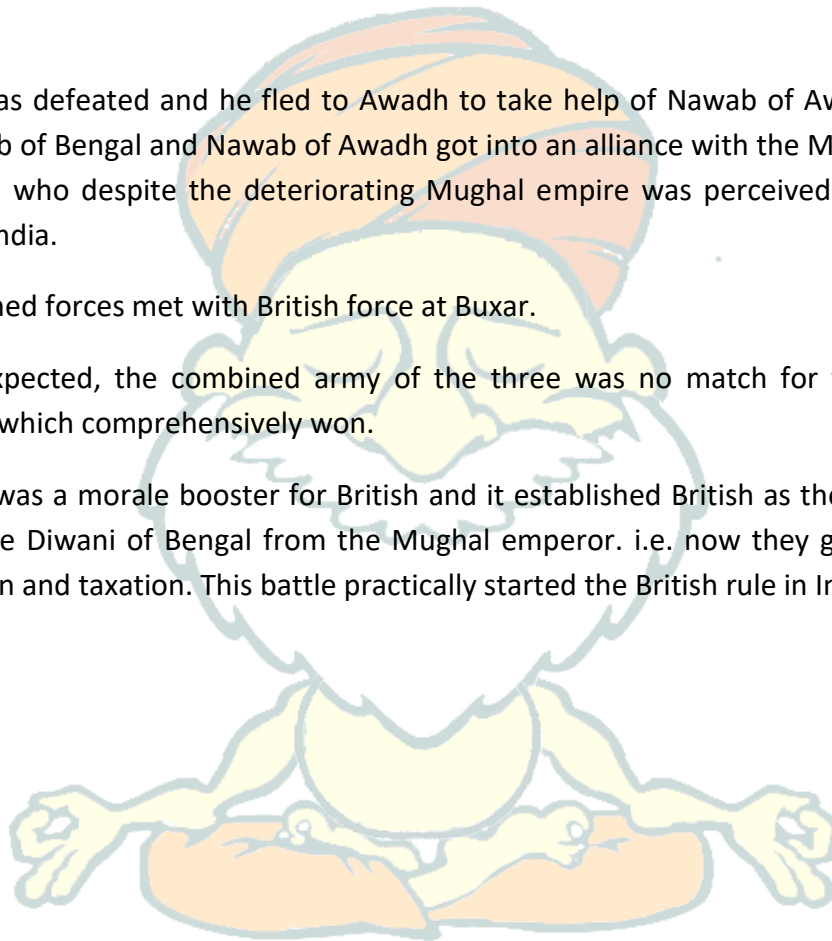 as defeated and he fled to Awadh to take help of Nawab of Aw
b of Bengal and Nawab of Awadh got into an alliance with the M
who despite the deteriorating Mughal empire was perceived
ndia.
ned forces met with British force at Buxar.
xpected, the combined army of the three was no match for
which comprehensively won.
was a morale booster for British and it established British as the
e Diwani of Bengal from the Mughal emperor. i.e. now they g
n and taxation. This battle practically started the British rule in In